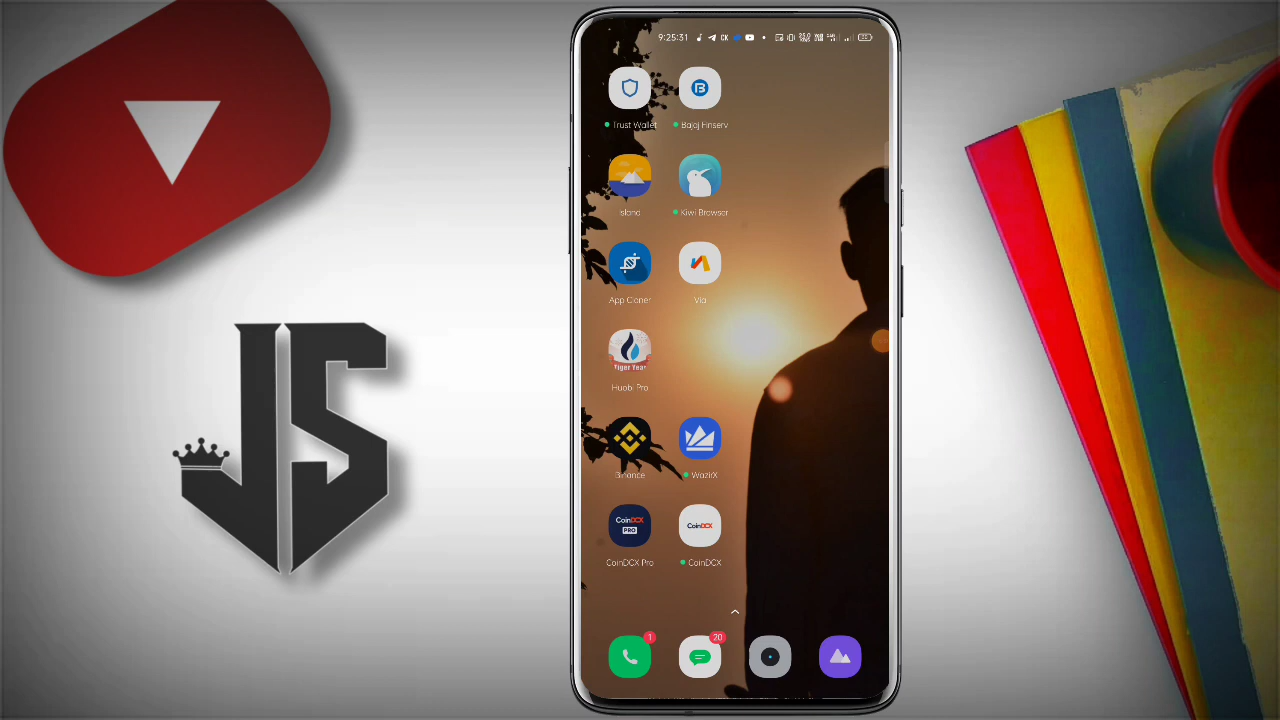 9:25:31
CK
Trust Wallet
Bajaj Finserv
Island
Kiwi Browser
App Cloner
Via
Tiger Year
Huobi Pro
Binance
WazirX
CoinDCX
PRO
CoinDCX
CoinDCX Pro
CoinDCX
1
20
JS